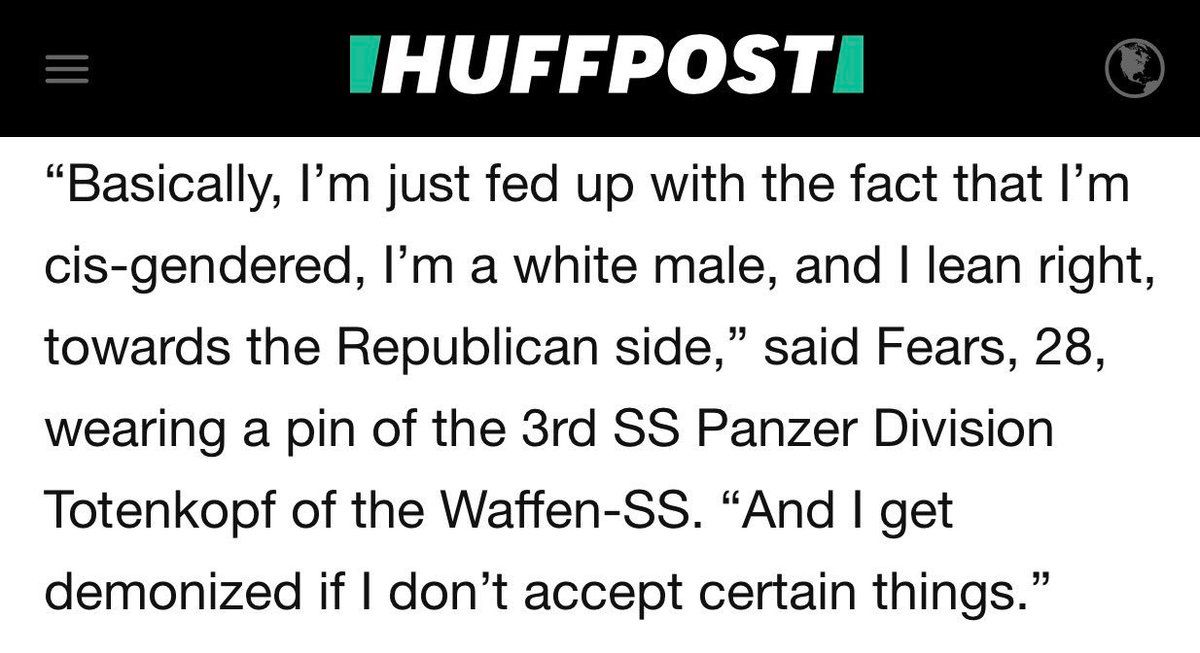 HUFFPOST
“Basically, I’m just fed up with the fact that I’m
cis-gendered, I’m a white male, and I lean right,
towards the Republican side,” said Fears, 28,
wearing a pin of the 3rd SS Panzer Division
Totenkopf of the Waffen-SS. “And I get
demonized if I don’t accept certain things.”